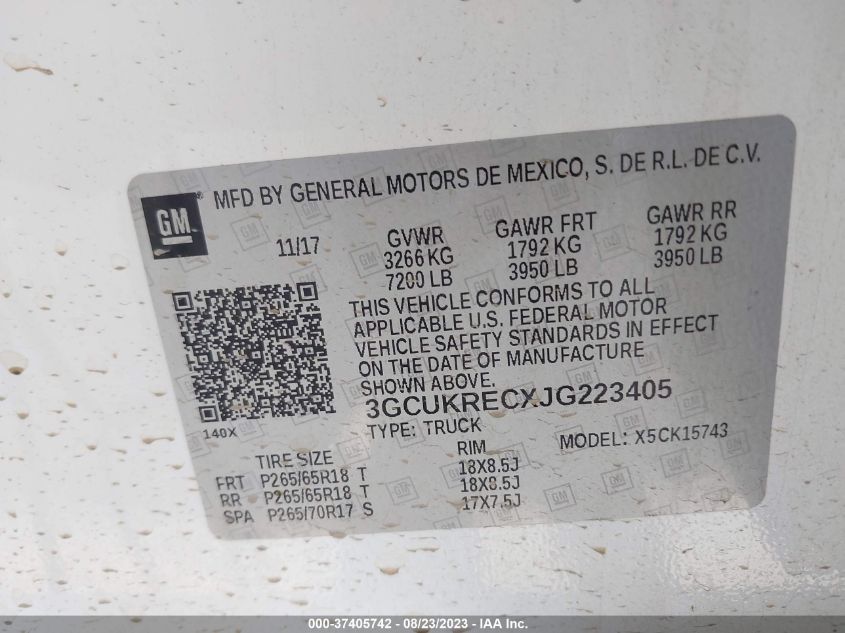 GM
MFD BY GENERAL MOTORS DE MEXICO, S. DE R.L. DE C.V.
11/17
GVWR GAWR FRT GAWR RR
3266 KG 1792 KG 1792 KG
7200 LB 3950 LB 3950 LB
THIS VEHICLE CONFORMS TO ALL
APPLICABLE U.S. FEDERAL MOTOR
VEHICLE SAFETY STANDARDS IN EFFECT
ON THE DATE OF MANUFACTURE
SHOWN ABOVE.
3GCUKRECXJG223405
140X
TYPE: TRUCK MODEL: X5CK15743
TIRE SIZE RIM
FRT P265/65R18 T 18X8.5J
RR P265/65R18 T 18X8.5J
SPA P265/70R17 S 17X7.5J
000-37405742 - 08/23/2023 - IAA Inc.